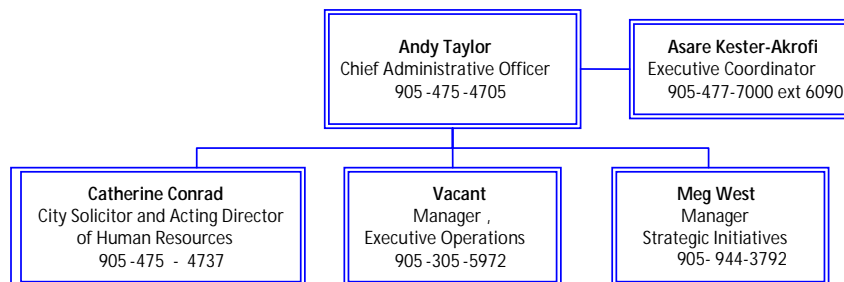 Andy Taylor
Chief Administrative Officer
905-475-4705
Asare Kester-Akrofi
Executive Coordinator
905-477-7000 ext 6090
Catherine Conrad
City Solicitor and Acting Director
of Human Resources
905-475 - 4737
Vacant
Manager ,
Executive Operations
905-305-5972
Meg West
Manager
Strategic Initiatives
905- 944-3792